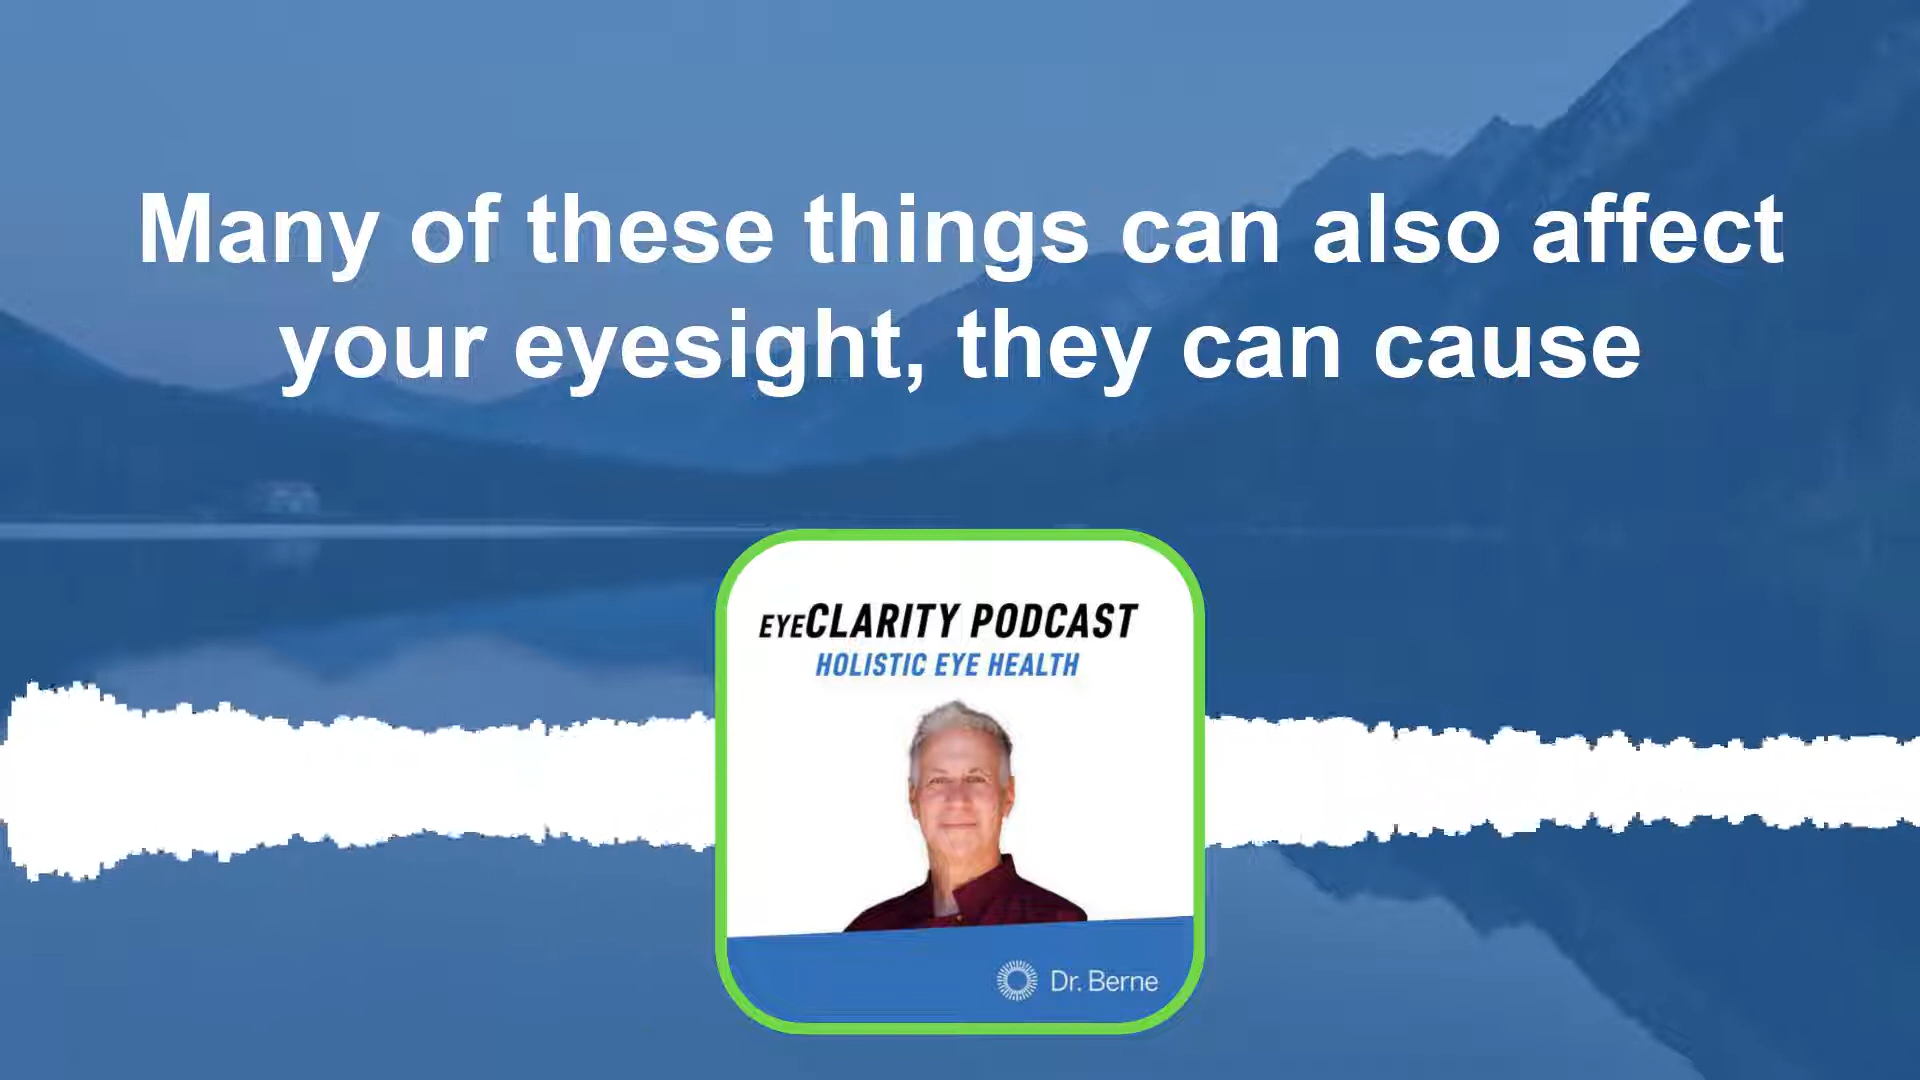 Many of these things can also affect
your eyesight, they can cause
EYECLARITY PODCAST
HOLISTIC EYE HEALTH
Dr. Berne